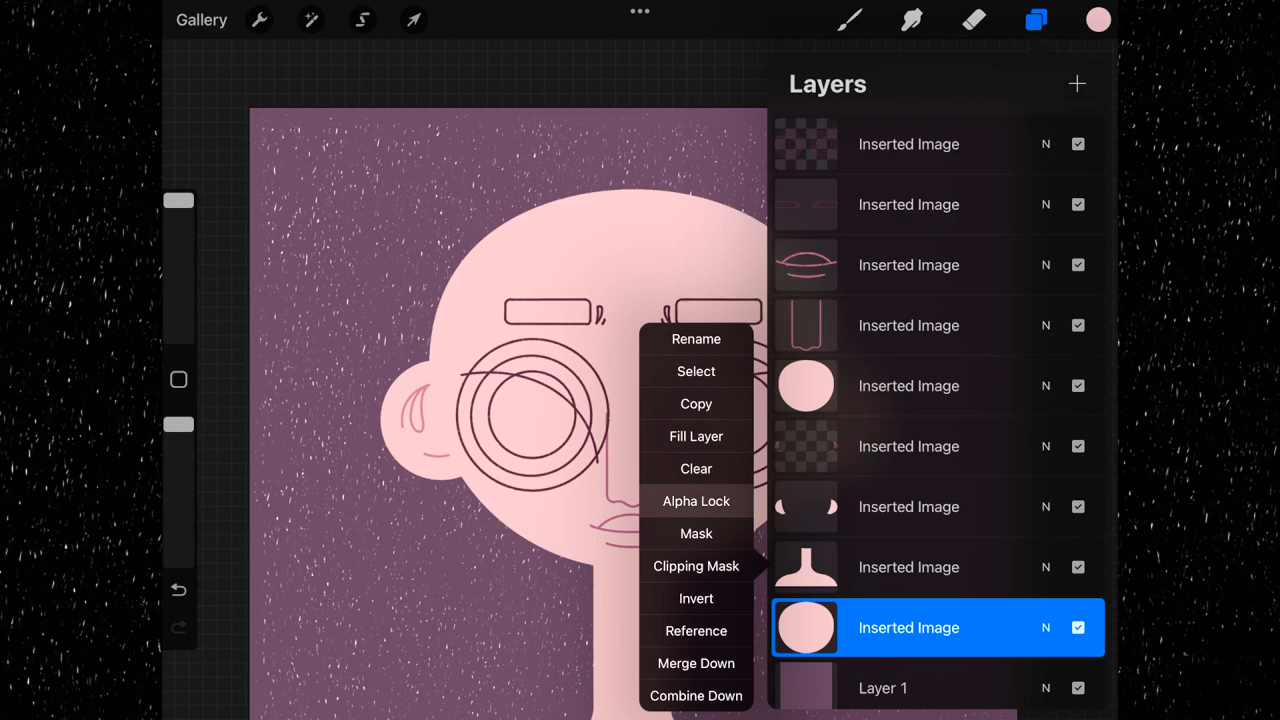 Gallery
Layers
Inserted Image N
Inserted Image N
Inserted Image N
Inserted Image N
Inserted Image N
Inserted Image N
Inserted Image N
Inserted Image N
Inserted Image N
Layer 1 N
Rename
Select
Copy
Fill Layer
Clear
Alpha Lock
Mask
Clipping Mask
Invert
Reference
Merge Down
Combine Down